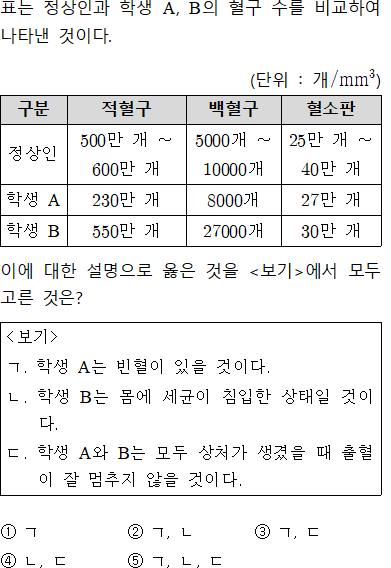 표는 정상인과 학생 A, B의 혈구 수를 비교하여
나타낸 것이다.
(단위 : 개/mm³)
구분 적혈구 백혈구 혈소판
정상인 500만 개 ~ 600만 개 5000개 ~ 10000개 25만 개 ~ 40만 개
학생 A 230만 개 8000개 27만 개
학생 B 550만 개 27000개 30만 개
이에 대한 설명으로 옳은 것을 <보기>에서 모두
고른 것은?
<보기>
ㄱ. 학생 A는 빈혈이 있을 것이다.
ㄴ. 학생 B는 몸에 세균이 침입한 상태일 것이
다.
ㄷ. 학생 A와 B는 모두 상처가 생겼을 때 출혈
이 잘 멈추지 않을 것이다.
① ㄱ ② ㄱ, ㄴ ③ ㄱ, ㄷ
④ ㄴ, ㄷ ⑤ ㄱ, ㄴ, ㄷ